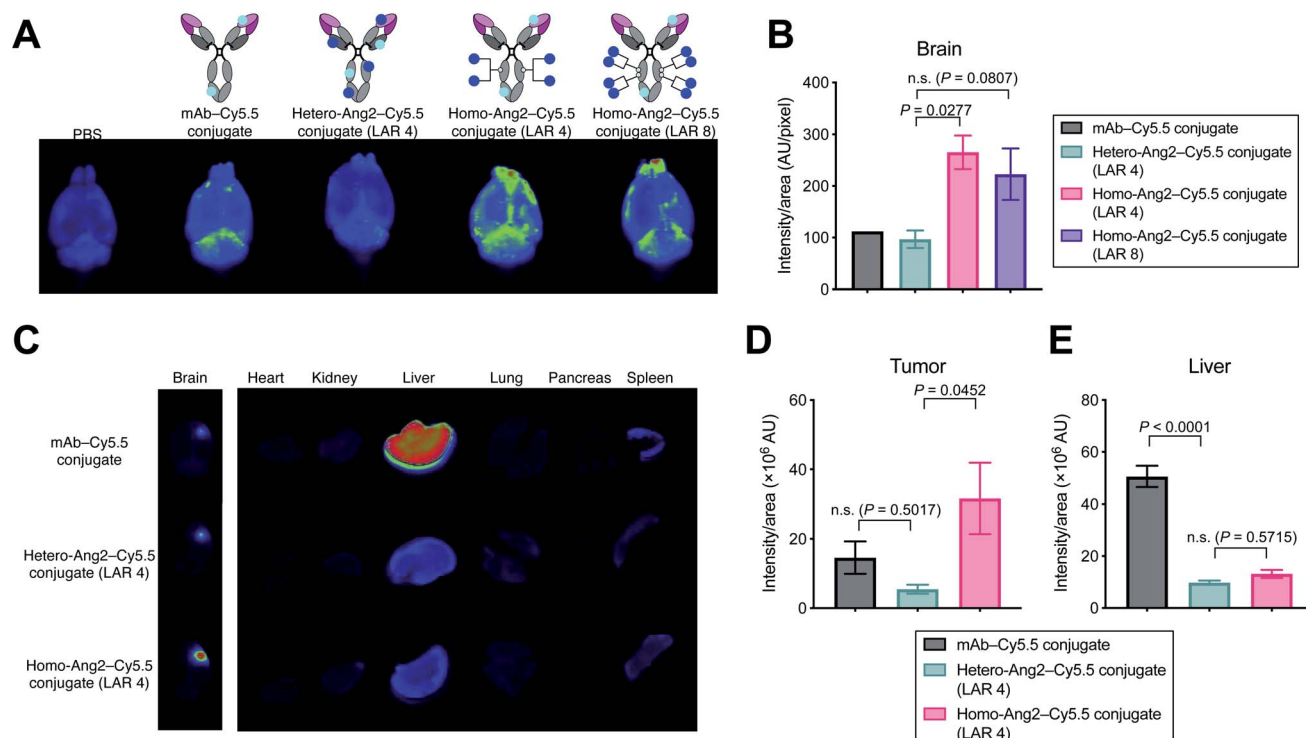 A
mAb–Cy5.5
conjugate
Hetero-Ang2–Cy5.5
conjugate (LAR 4)
Homo-Ang2–Cy5.5
conjugate (LAR 4)
Homo-Ang2–Cy5.5
conjugate (LAR 8)
PBS
B
Brain
Intensity/area (AU/pixel)
400
300
200
100
0
n.s. (P = 0.0807)
P = 0.0277
mAb–Cy5.5 conjugate
Hetero-Ang2–Cy5.5 conjugate
(LAR 4)
Homo-Ang2–Cy5.5 conjugate
(LAR 4)
Homo-Ang2–Cy5.5 conjugate
(LAR 8)
C
Brain
Heart
Kidney
Liver
Lung
Pancreas
Spleen
mAb–Cy5.5
conjugate
Hetero-Ang2–Cy5.5
conjugate (LAR 4)
Homo-Ang2–Cy5.5
conjugate (LAR 4)
D
Tumor
Intensity/area (×10⁶ AU)
60
40
20
0
P = 0.0452
n.s. (P = 0.5017)
E
Liver
Intensity/area (×10⁶ AU)
80
60
40
20
0
P < 0.0001
n.s. (P = 0.5715)
mAb–Cy5.5 conjugate
Hetero-Ang2–Cy5.5 conjugate
(LAR 4)
Homo-Ang2–Cy5.5 conjugate
(LAR 4)